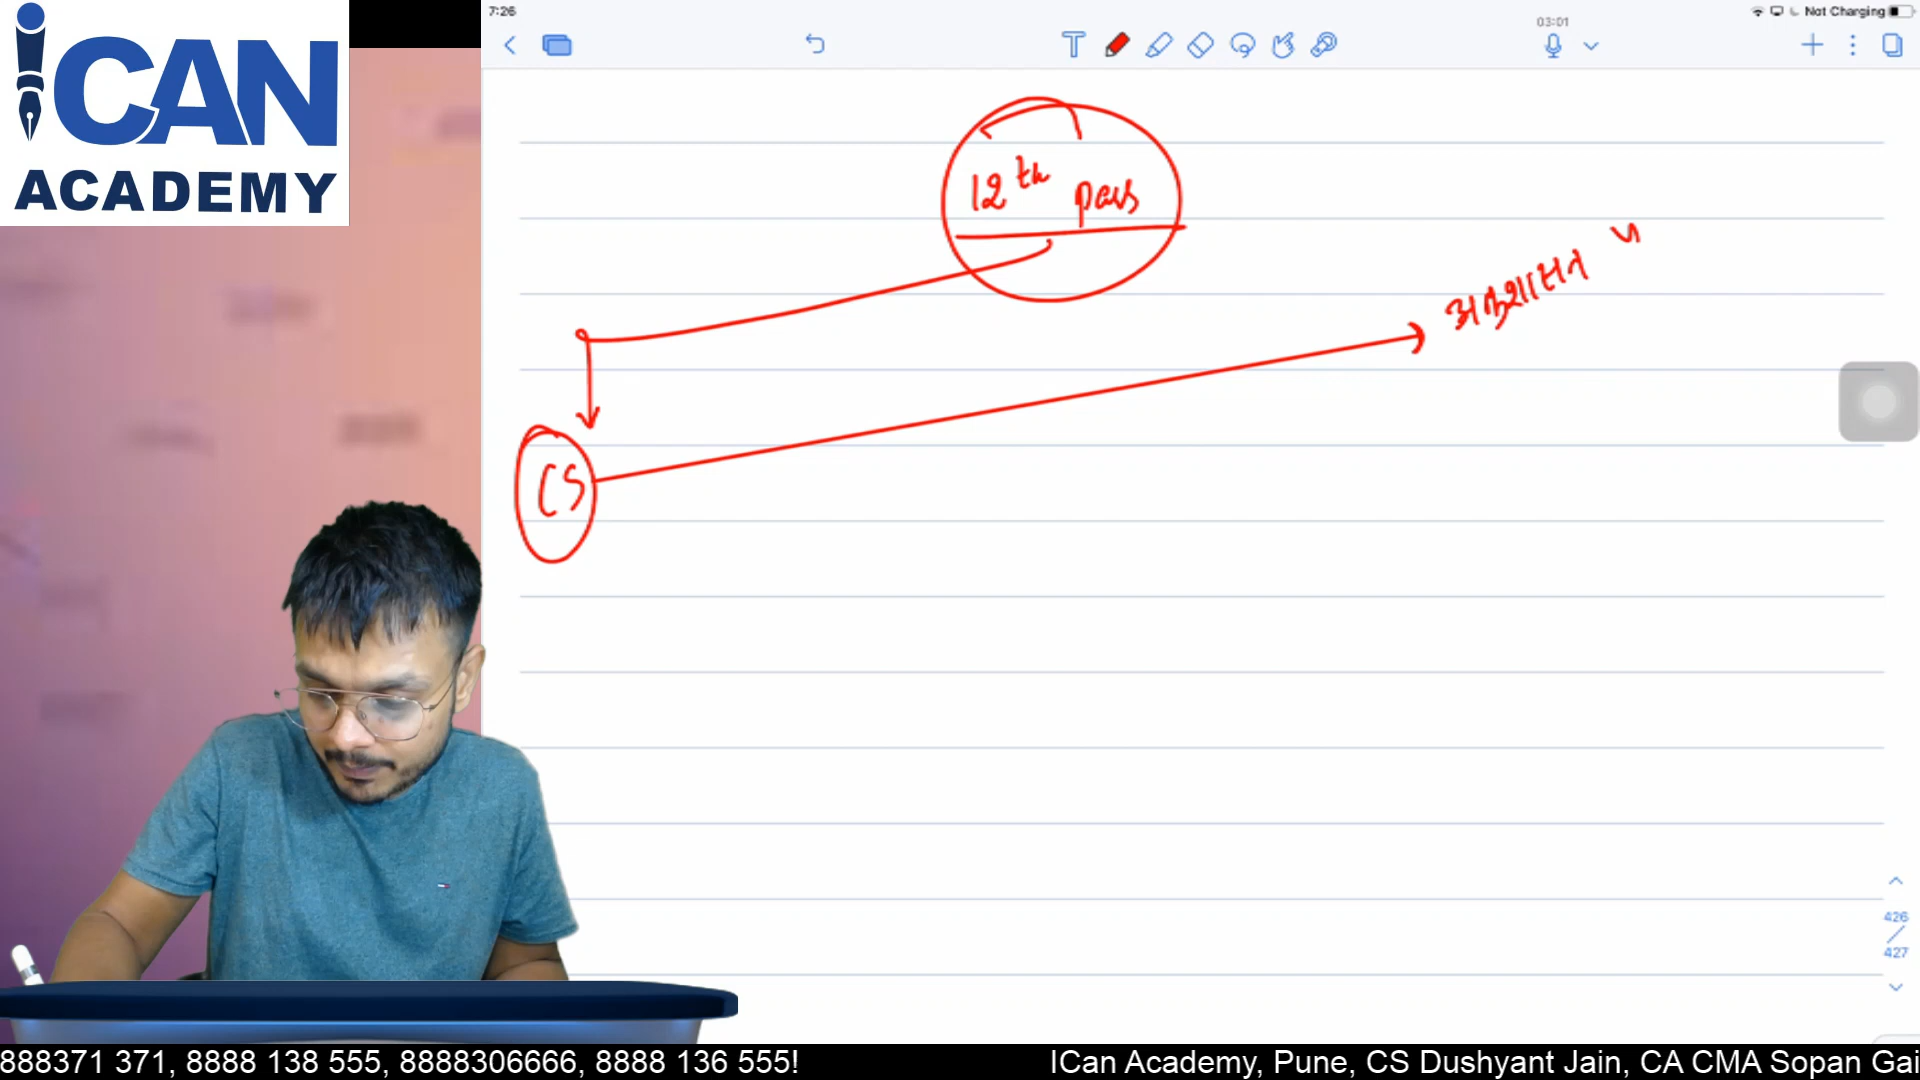 iCAN
ACADEMY
7:26
Not Charging
03:01
T
12th pass
अनुशासन
CS
426
427
888371 371, 8888 138 555, 8888306666, 8888 136 555!
ICan Academy, Pune, CS Dushyant Jain, CA CMA Sopan Gai